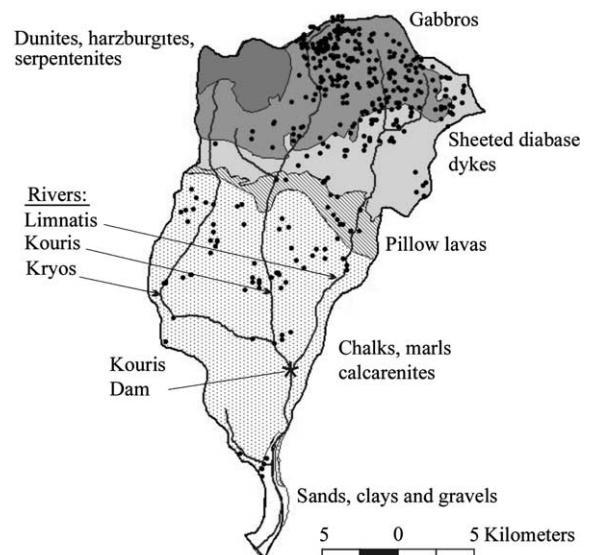 Gabbros
Dunites, harzburgites,
serpentenites
Sheeted diabase
dykes
Rivers:
Limnatis
Kouris
Kryos
Pillow lavas
Kouris
Dam
Chalks, marls
calcarenites
Sands, clays and gravels
5 0 5 Kilometers